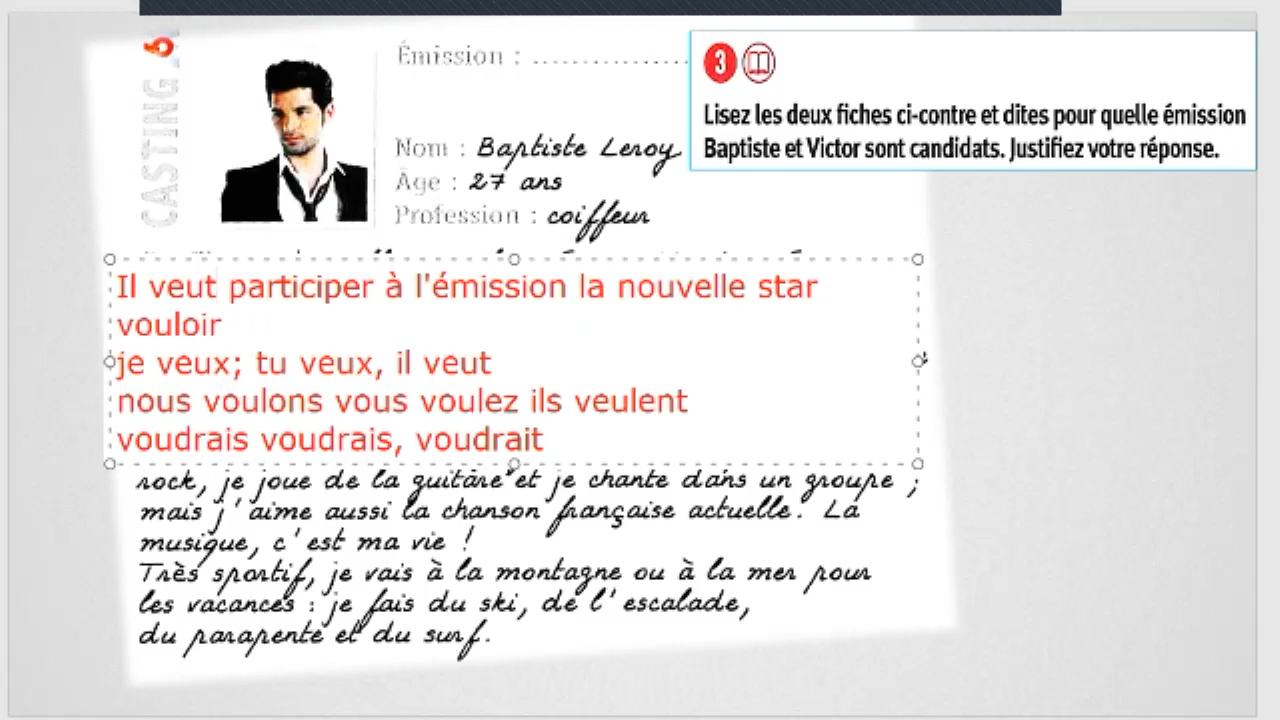 CASTING
Émission : ....................
Nom : Baptiste Leroy
Âge : 27 ans
Profession : coiffeur
3
Lisez les deux fiches ci-contre et dites pour quelle émission
Baptiste et Victor sont candidats. Justifiez votre réponse.
Il veut participer à l'émission la nouvelle star
vouloir
je veux; tu veux, il veut
nous voulons vous voulez ils veulent
voudrais voudrais, voudrait
rock, je joue de la guitare et je chante dans un groupe ;
mais j'aime aussi la chanson française actuelle. La
musique, c'est ma vie !
Très sportif, je vais à la montagne ou à la mer pour
les vacances : je fais du ski, de l'escalade,
du parapente et du surf.